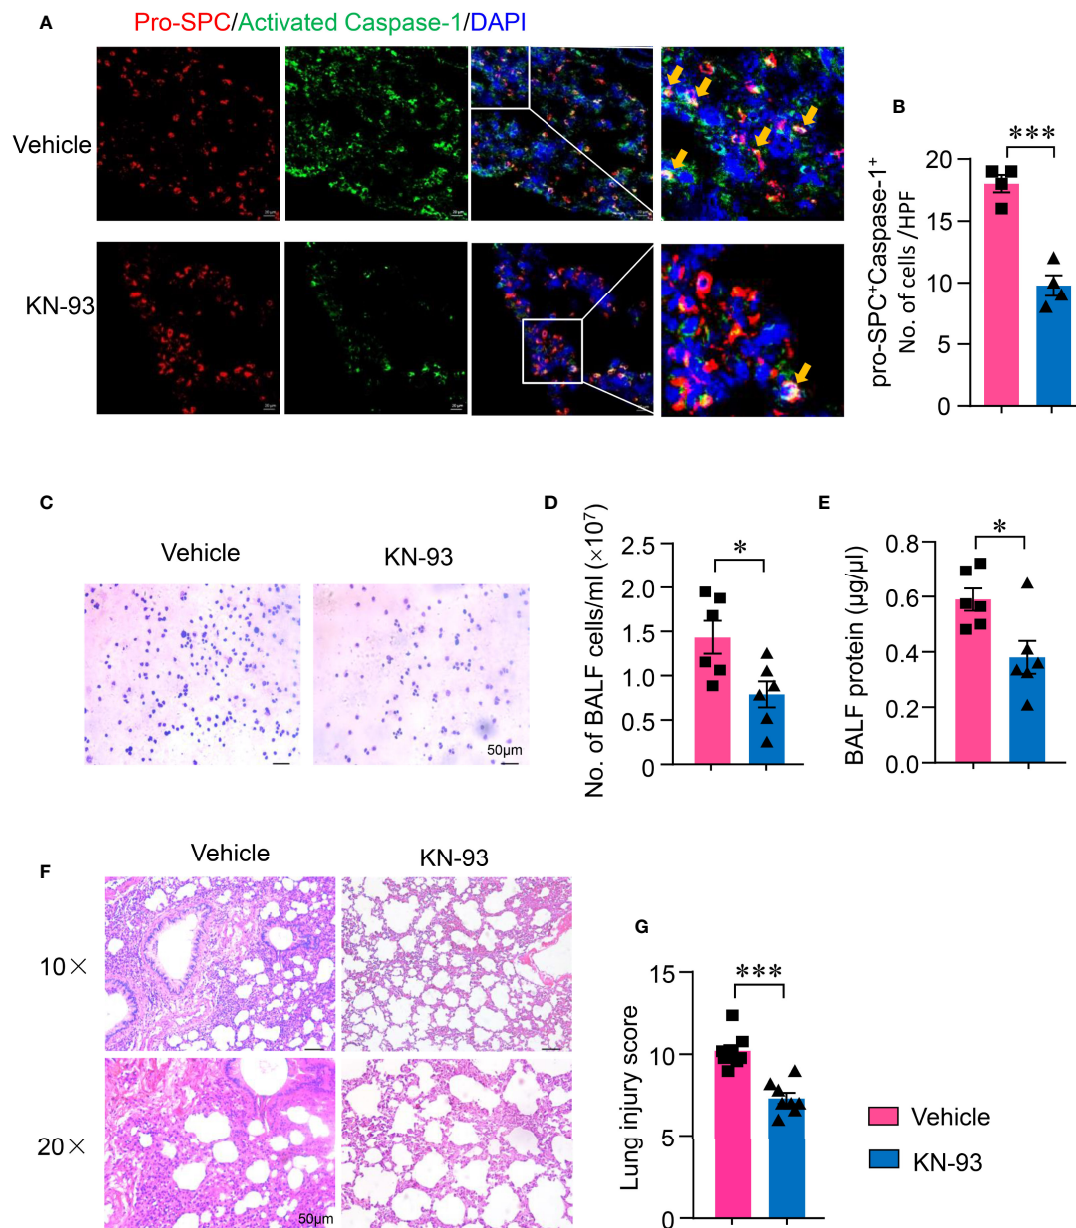 A
Pro-SPC/Activated Caspase-1/DAPI
Vehicle
KN-93
B
pro-SPC⁺Caspase-1⁺
No. of cells /HPF
***
20
15
10
5
0
C
Vehicle
KN-93
50µm
D
No. of BALF cells/ml (×10⁷)
*
2.5
2.0
1.5
1.0
0.5
0
E
BALF protein (µg/µl)
*
0.8
0.6
0.4
0.2
0.0
F
Vehicle
KN-93
10×
20×
50µm
G
Lung injury score
***
15
10
5
0
Vehicle
KN-93